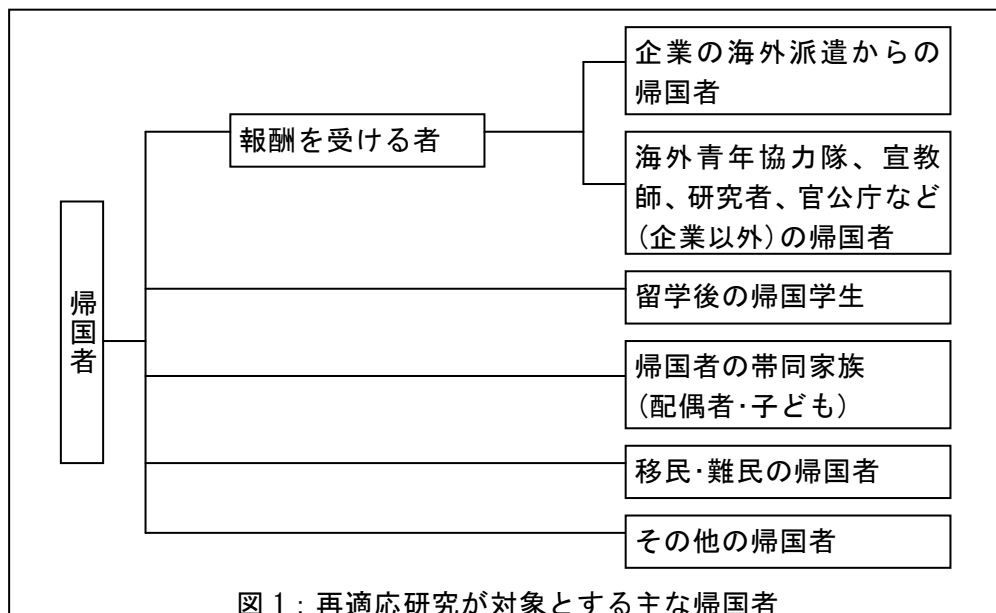 企業の海外派遣からの
帰国者
報酬を受ける者
海外青年協力隊、宣教
師、研究者、官公庁など
(企業以外)の帰国者
帰国者
留学後の帰国学生
帰国者の帯同家族
(配偶者・子ども)
移民・難民の帰国者
その他の帰国者
図1:再適応研究が対象とする主な帰国者